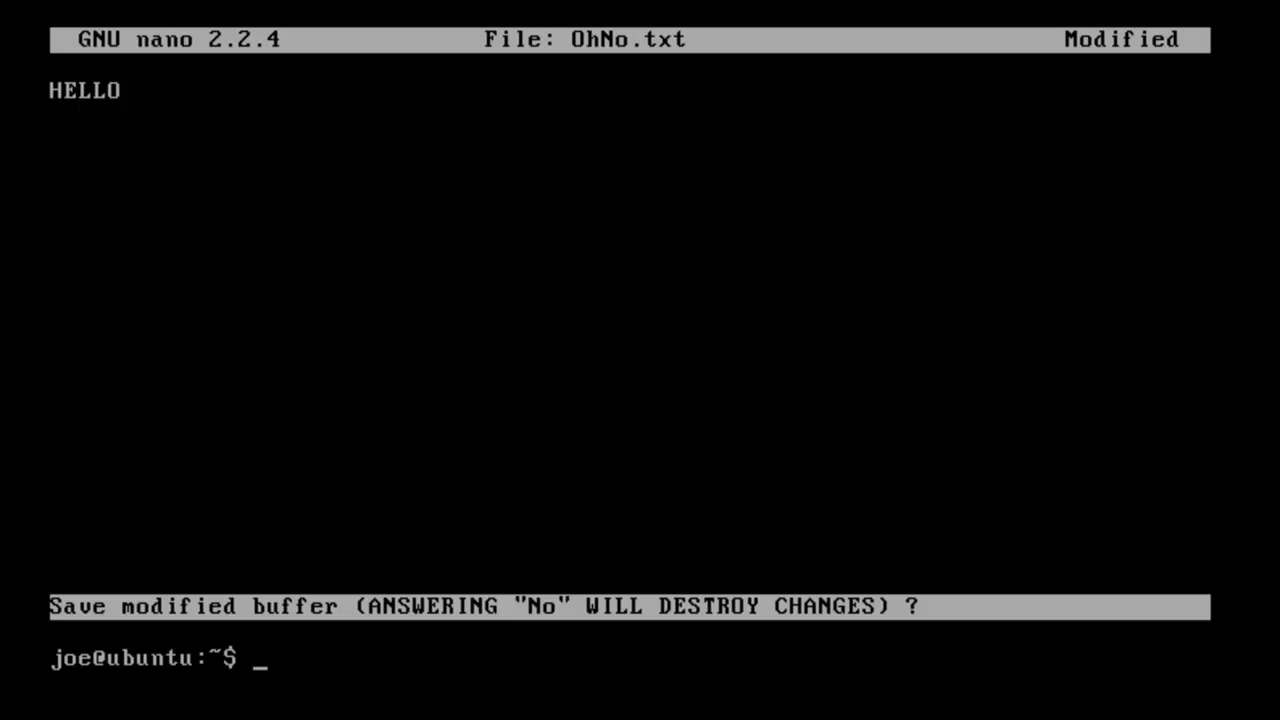 GNU nano 2.2.4 File: OhNo.txt Modified
HELLO
Save modified buffer (ANSWERING "No" WILL DESTROY CHANGES) ?
joe@ubuntu:~$ _